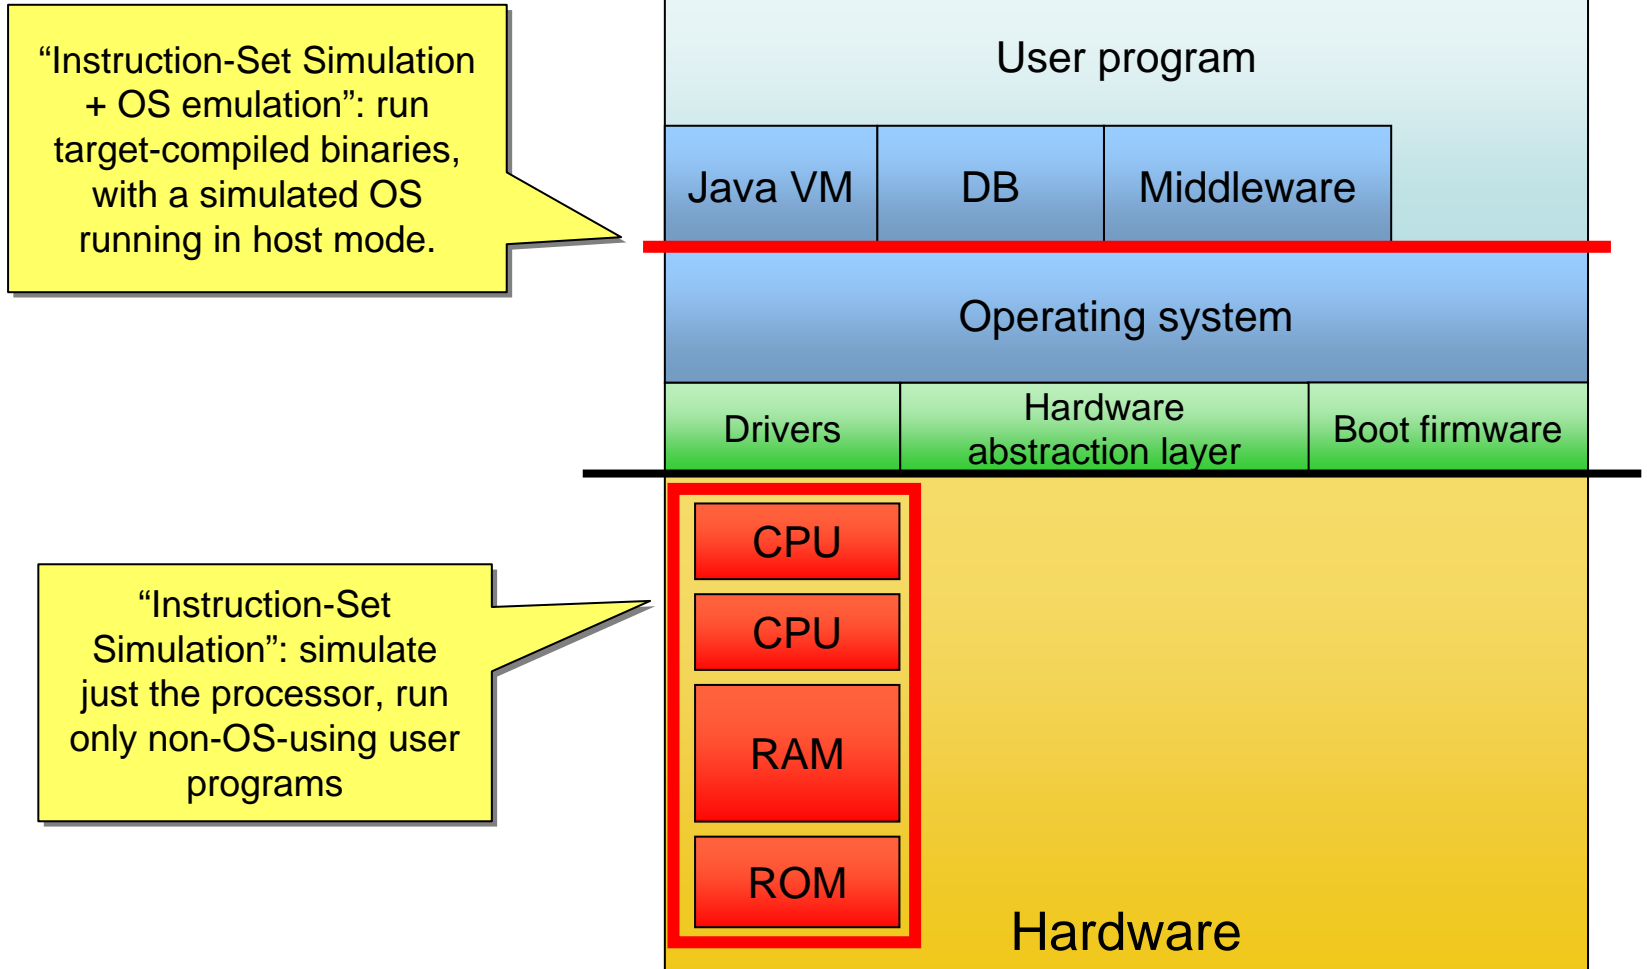 “Instruction-Set Simulation
+ OS emulation”: run
target-compiled binaries,
with a simulated OS
running in host mode.
User program
Java VM
DB
Middleware
Operating system
Drivers
Hardware
abstraction layer
Boot firmware
“Instruction-Set
Simulation”: simulate
just the processor, run
only non-OS-using user
programs
CPU
CPU
RAM
ROM
Hardware